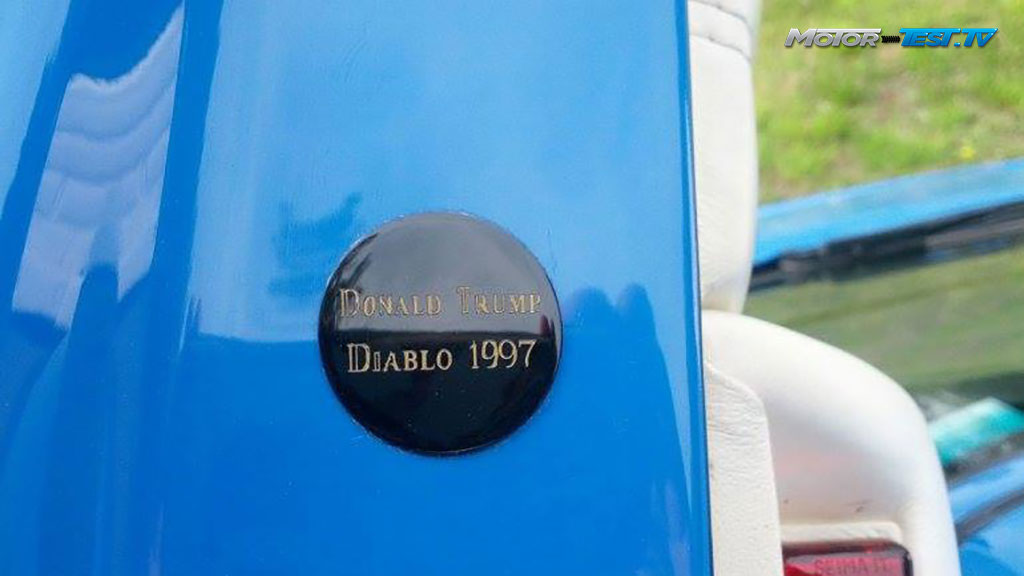 MOTOR-TEST.TV
DONALD TRUMP
DIABLO 1997